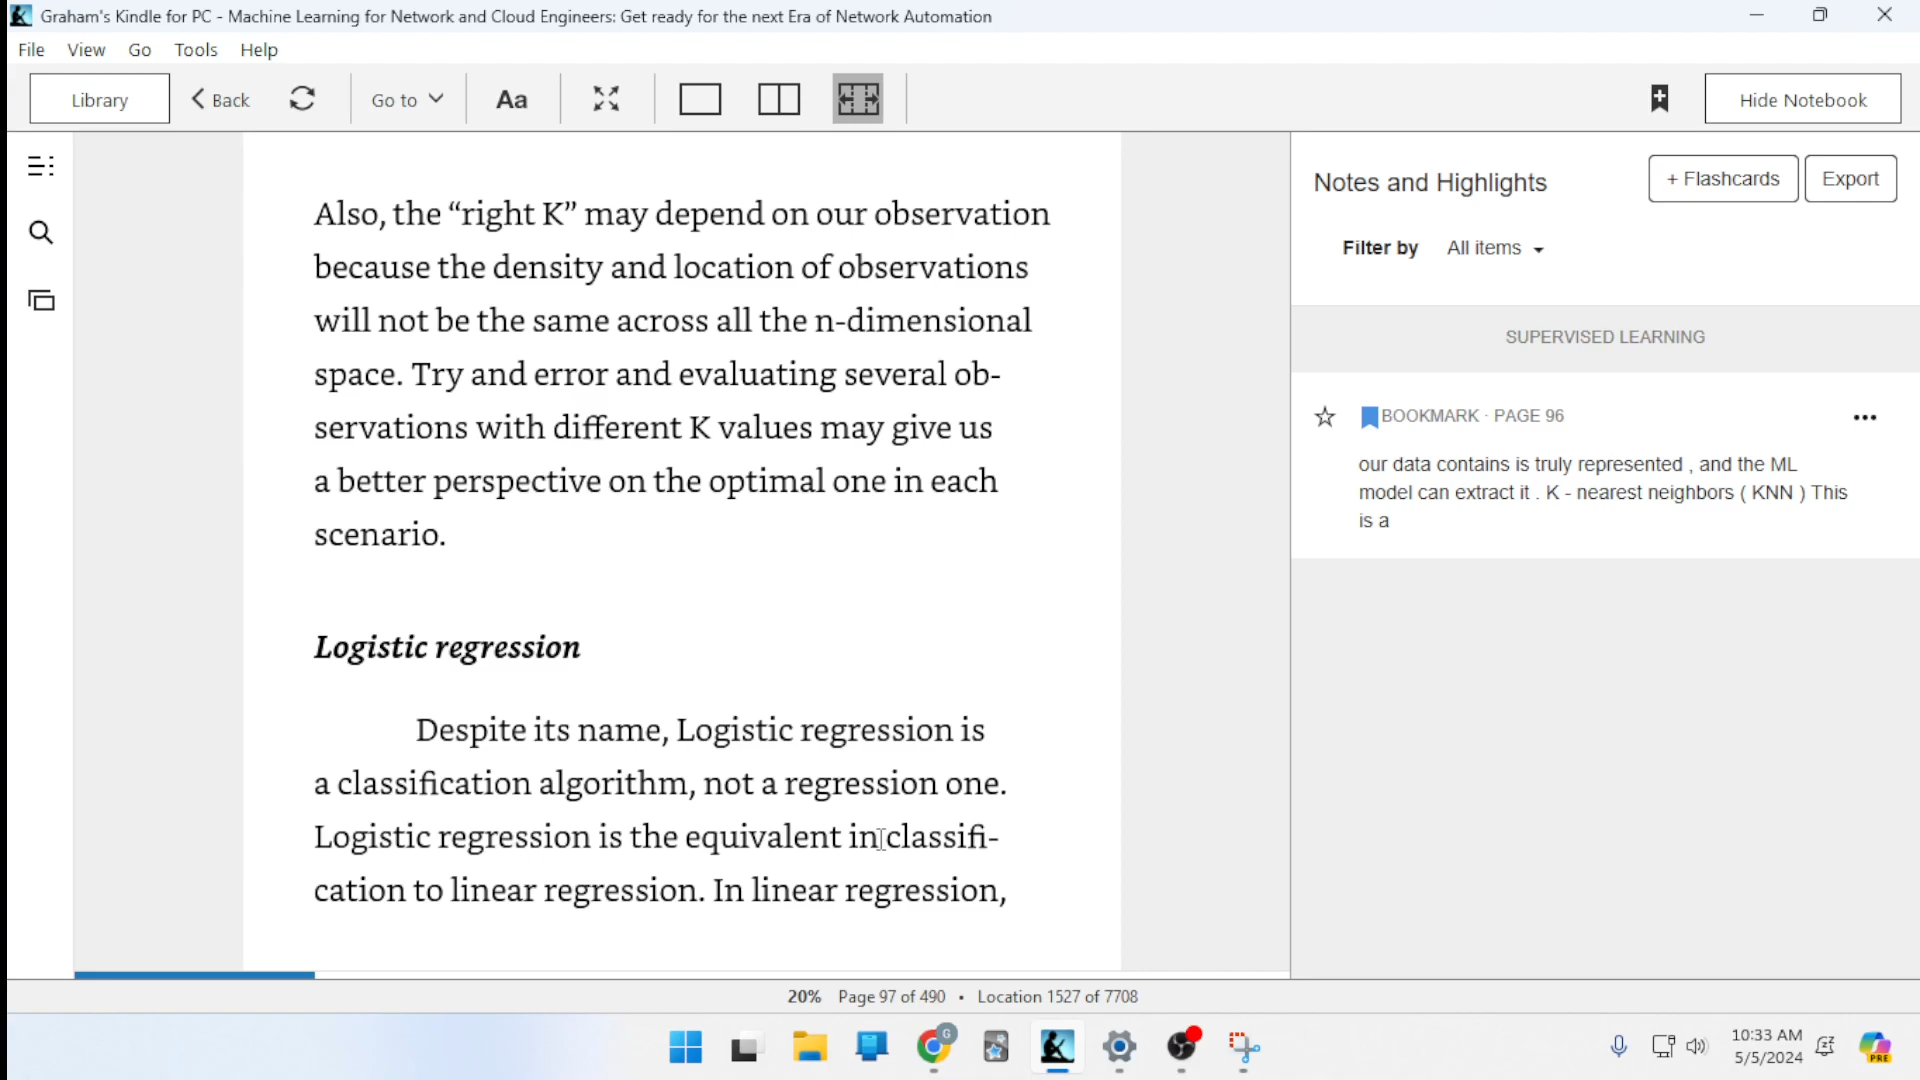 Graham's Kindle for PC - Machine Learning for Network and Cloud Engineers: Get ready for the next Era of Network Automation
File View Go Tools Help
Library Back Go to Aa Hide Notebook
Also, the “right K” may depend on our observation
because the density and location of observations
will not be the same across all the n-dimensional
space. Try and error and evaluating several ob-
servations with different K values may give us
a better perspective on the optimal one in each
scenario.
Logistic regression
Despite its name, Logistic regression is
a classification algorithm, not a regression one.
Logistic regression is the equivalent in classifi-
cation to linear regression. In linear regression,
Notes and Highlights + Flashcards Export
Filter by All items
SUPERVISED LEARNING
BOOKMARK · PAGE 96
our data contains is truly represented , and the ML
model can extract it . K - nearest neighbors ( KNN ) This
is a
20% Page 97 of 490 • Location 1527 of 7708
G
10:33 AM
5/5/2024
PRE